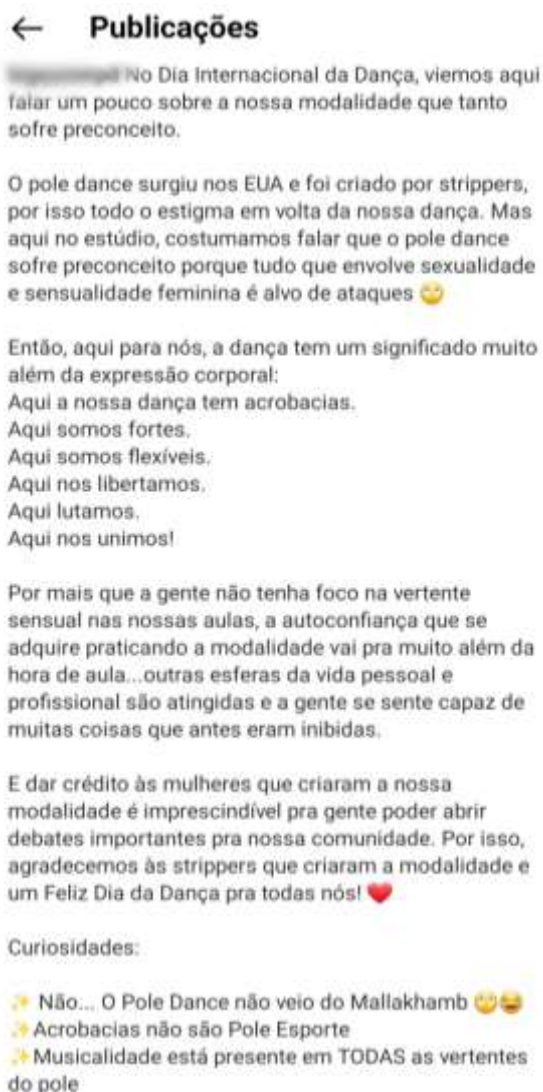 Publicações
No Dia Internacional da Dança, viemos aqui
falar um pouco sobre a nossa modalidade que tanto
sofre preconceito.
O pole dance surgiu nos EUA e foi criado por strippers,
por isso todo o estigma em volta da nossa dança. Mas
aqui no estúdio, costumamos falar que o pole dance
sofre preconceito porque tudo que envolve sexualidade
e sensualidade feminina é alvo de ataques 🙄
Então, aqui para nós, a dança tem um significado muito
além da expressão corporal:
Aqui a nossa dança tem acrobacias.
Aqui somos fortes.
Aqui somos flexíveis.
Aqui nos libertamos.
Aqui lutamos.
Aqui nos unimos!
Por mais que a gente não tenha foco na vertente
sensual nas nossas aulas, a autoconfiança que se
adquire praticando a modalidade vai pra muito além da
hora de aula...outras esferas da vida pessoal e
profissional são atingidas e a gente se sente capaz de
muitas coisas que antes eram inibidas.
E dar crédito às mulheres que criaram a nossa
modalidade é imprescindível pra gente poder abrir
debates importantes pra nossa comunidade. Por isso,
agradecemos às strippers que criaram a modalidade e
um Feliz Dia da Dança pra todas nós! ❤️
Curiosidades:
✨ Não... O Pole Dance não veio do Mallakhamb 🙄😂
✨ Acrobacias não são Pole Esporte
✨ Musicalidade está presente em TODAS as vertentes
do pole